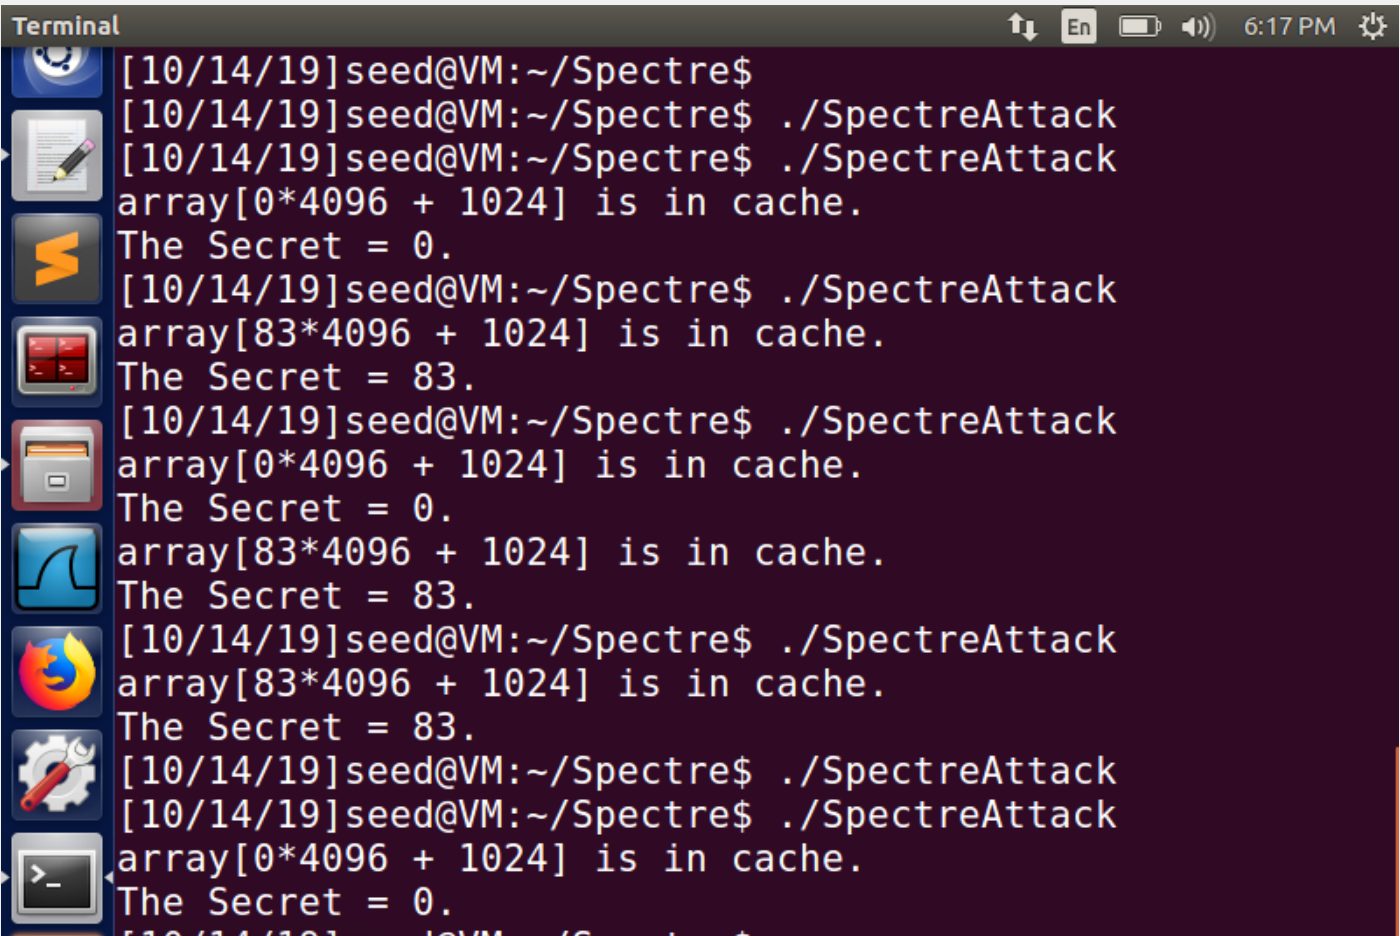 Terminal En 6:17 PM
[10/14/19]seed@VM:~/Spectre$
[10/14/19]seed@VM:~/Spectre$ ./SpectreAttack
[10/14/19]seed@VM:~/Spectre$ ./SpectreAttack
array[0*4096 + 1024] is in cache.
The Secret = 0.
[10/14/19]seed@VM:~/Spectre$ ./SpectreAttack
array[83*4096 + 1024] is in cache.
The Secret = 83.
[10/14/19]seed@VM:~/Spectre$ ./SpectreAttack
array[0*4096 + 1024] is in cache.
The Secret = 0.
array[83*4096 + 1024] is in cache.
The Secret = 83.
[10/14/19]seed@VM:~/Spectre$ ./SpectreAttack
array[83*4096 + 1024] is in cache.
The Secret = 83.
[10/14/19]seed@VM:~/Spectre$ ./SpectreAttack
[10/14/19]seed@VM:~/Spectre$ ./SpectreAttack
array[0*4096 + 1024] is in cache.
The Secret = 0.